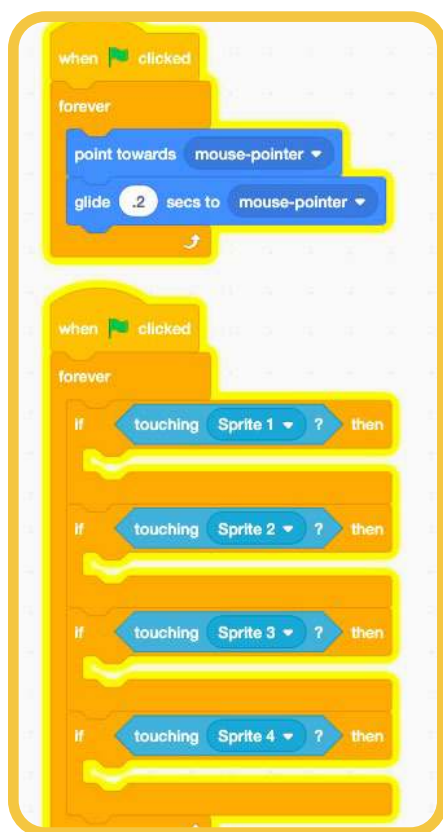 when clicked
forever
point towards mouse-pointer
glide .2 secs to mouse-pointer
when clicked
forever
if touching Sprite 1 ? then
if touching Sprite 2 ? then
if touching Sprite 3 ? then
if touching Sprite 4 ? then